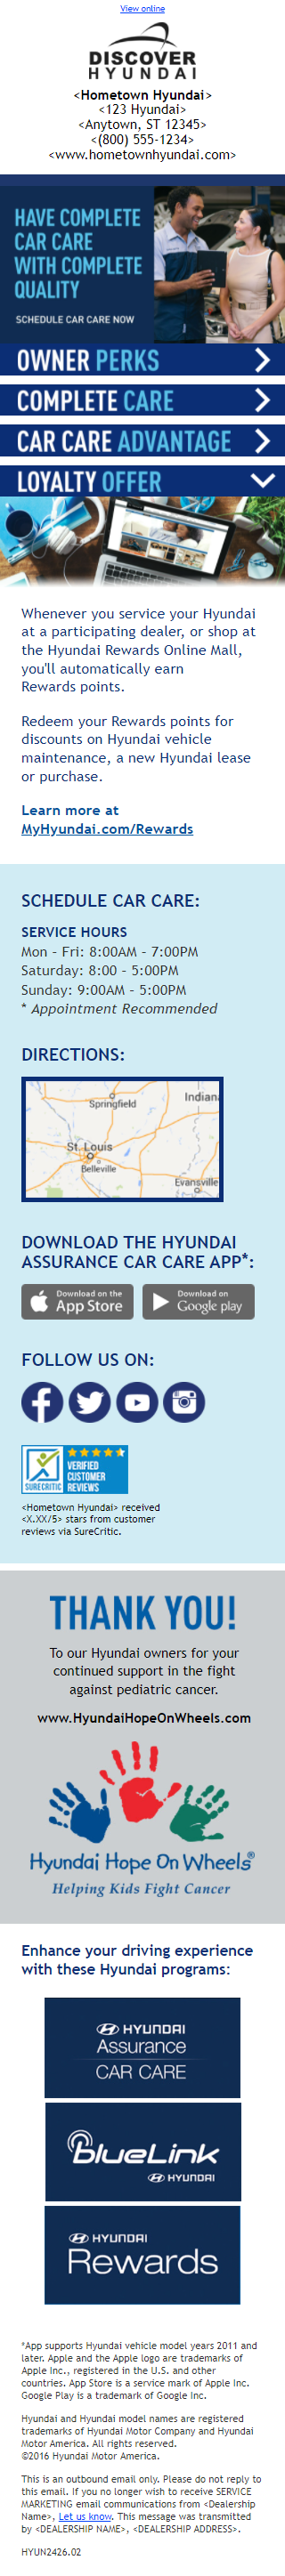 View online
DISCOVER
HYUNDAI
<Hometown Hyundai>
<123 Hyundai>
<Anytown, ST 12345>
<(800) 555-1234>
<www.hometownhyundai.com>
HAVE COMPLETE
CAR CARE
WITH COMPLETE
QUALITY
SCHEDULE CAR CARE NOW
OWNER PERKS
COMPLETE CARE
CAR CARE ADVANTAGE
LOYALTY OFFER
Whenever you service your Hyundai
at a participating dealer, or shop at
the Hyundai Rewards Online Mall,
you'll automatically earn
Rewards points.
Redeem your Rewards points for
discounts on Hyundai vehicle
maintenance, a new Hyundai lease
or purchase.
Learn more at
MyHyundai.com/Rewards
SCHEDULE CAR CARE:
SERVICE HOURS
Mon - Fri: 8:00AM - 7:00PM
Saturday: 8:00 - 5:00PM
Sunday: 9:00AM - 5:00PM
* Appointment Recommended
DIRECTIONS:
Indiana
Springfield
St. Louis
Belleville
Evansville
DOWNLOAD THE HYUNDAI
ASSURANCE CAR CARE APP*:
Download on the
App Store
Download on
Google play
FOLLOW US ON:
VERIFIED
CUSTOMER
REVIEWS
SURECRITIC
<Hometown Hyundai> received
<X.XX/5> stars from customer
reviews via SureCritic.
THANK YOU!
To our Hyundai owners for your
continued support in the fight
against pediatric cancer.
www.HyundaiHopeOnWheels.com
Hyundai Hope On Wheels®
Helping Kids Fight Cancer
Enhance your driving experience
with these Hyundai programs:
HYUNDAI
Assurance
CAR CARE
BlueLink
HYUNDAI
HYUNDAI
Rewards
*App supports Hyundai vehicle model years 2011 and
later. Apple and the Apple logo are trademarks of
Apple Inc., registered in the U.S. and other
countries. App Store is a service mark of Apple Inc.
Google Play is a trademark of Google Inc.
Hyundai and Hyundai model names are registered
trademarks of Hyundai Motor Company and Hyundai
Motor America. All rights reserved.
©2016 Hyundai Motor America.
This is an outbound email only. Please do not reply to
this email. If you no longer wish to receive SERVICE
MARKETING email communications from <Dealership
Name>, Let us know. This message was transmitted
by <DEALERSHIP NAME>, <DEALERSHIP ADDRESS>.
HYUN2426.02